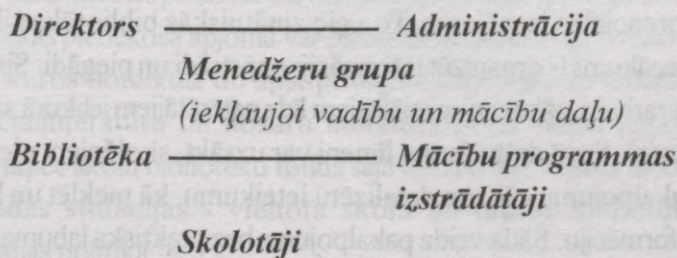 Direktors Administrācija
Menedžeru grupa
(iekļaujot vadību un mācību daļu)
Bibliotēka Mācību programmas
izstrādātāji
Skolotāji